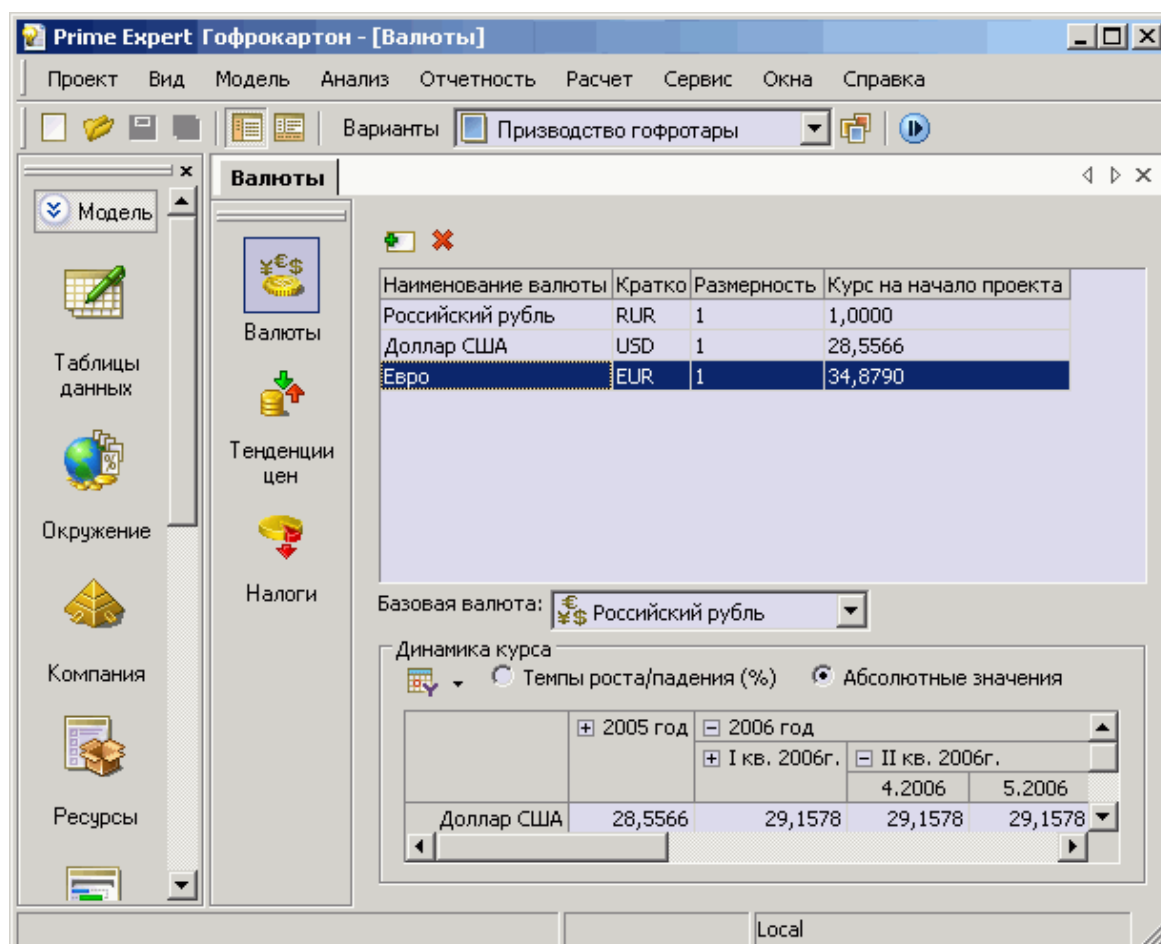 Prime Expert Гофрокартон - [Валюты]
Проект Вид Модель Анализ Отчетность Расчет Сервис Окна Справка
Варианты Призводство гофротары
Модель
Таблицы
данных
Окружение
Компания
Ресурсы
Валюты
Валюты
Тенденции
цен
Налоги
Наименование валюты Кратко Размерность Курс на начало проекта
Российский рубль RUR 1 1,0000
Доллар США USD 1 28,5566
Евро EUR 1 34,8790
Базовая валюта: Российский рубль
Динамика курса
Темпы роста/падения (%) Абсолютные значения
2005 год 2006 год
I кв. 2006г. II кв. 2006г.
4.2006 5.2006
Доллар США 28,5566 29,1578 29,1578 29,1578
Local